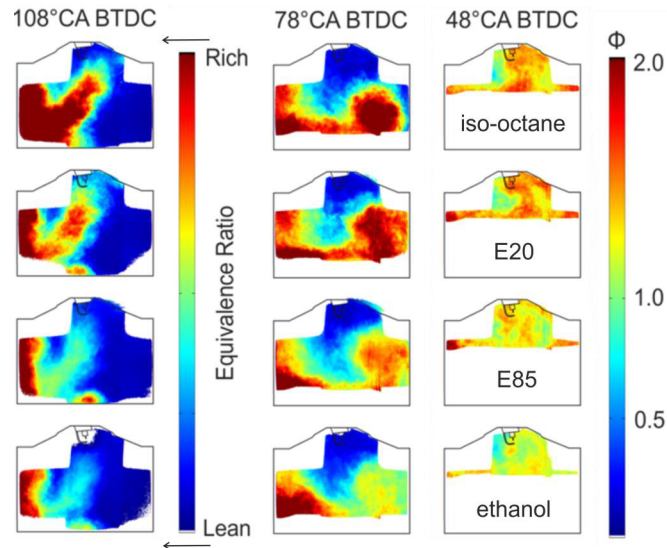 108°CA BTDC
78°CA BTDC
48°CA BTDC
Φ
Rich
2.0
iso-octane
E20
Equivalence Ratio
1.0
E85
0.5
ethanol
Lean